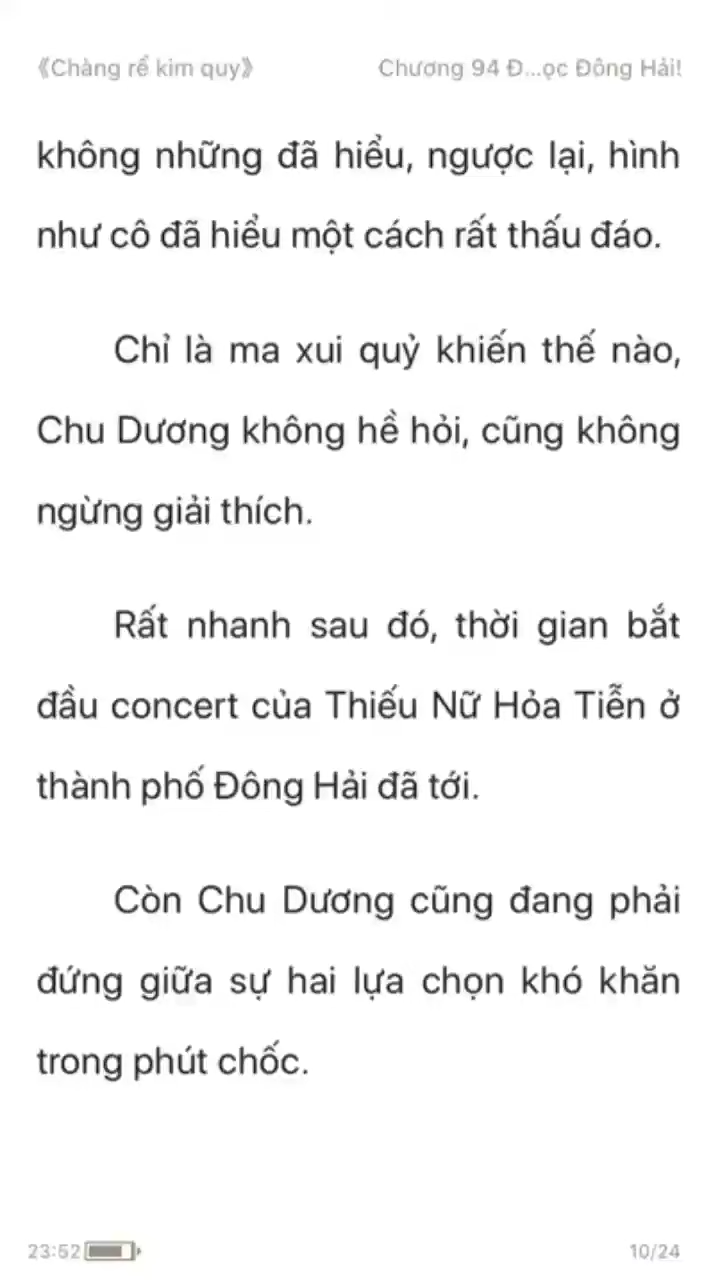 《Chàng rể kim quy》
Chương 94 Đ...ọc Đông Hải!
không những đã hiểu, ngược lại, hình
như cô đã hiểu một cách rất thấu đáo.
Chỉ là ma xui quỷ khiến thế nào,
Chu Dương không hề hỏi, cũng không
ngừng giải thích.
Rất nhanh sau đó, thời gian bắt
đầu concert của Thiếu Nữ Hỏa Tiễn ở
thành phố Đông Hải đã tới.
Còn Chu Dương cũng đang phải
đứng giữa sự hai lựa chọn khó khăn
trong phút chốc.
23:52
10/24